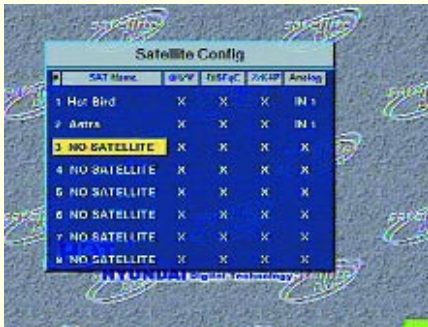 Satellite Config
# SAT Name DiSEqC Analog
1 Hot Bird X X X IN 1
2 Astra X X X IN 1
3 NO SATELLITE X X X X
4 NO SATELLITE X X X X
5 NO SATELLITE X X X X
6 NO SATELLITE X X X X
7 NO SATELLITE X X X X
8 NO SATELLITE X X X X
HYUNDAI Digital Technology